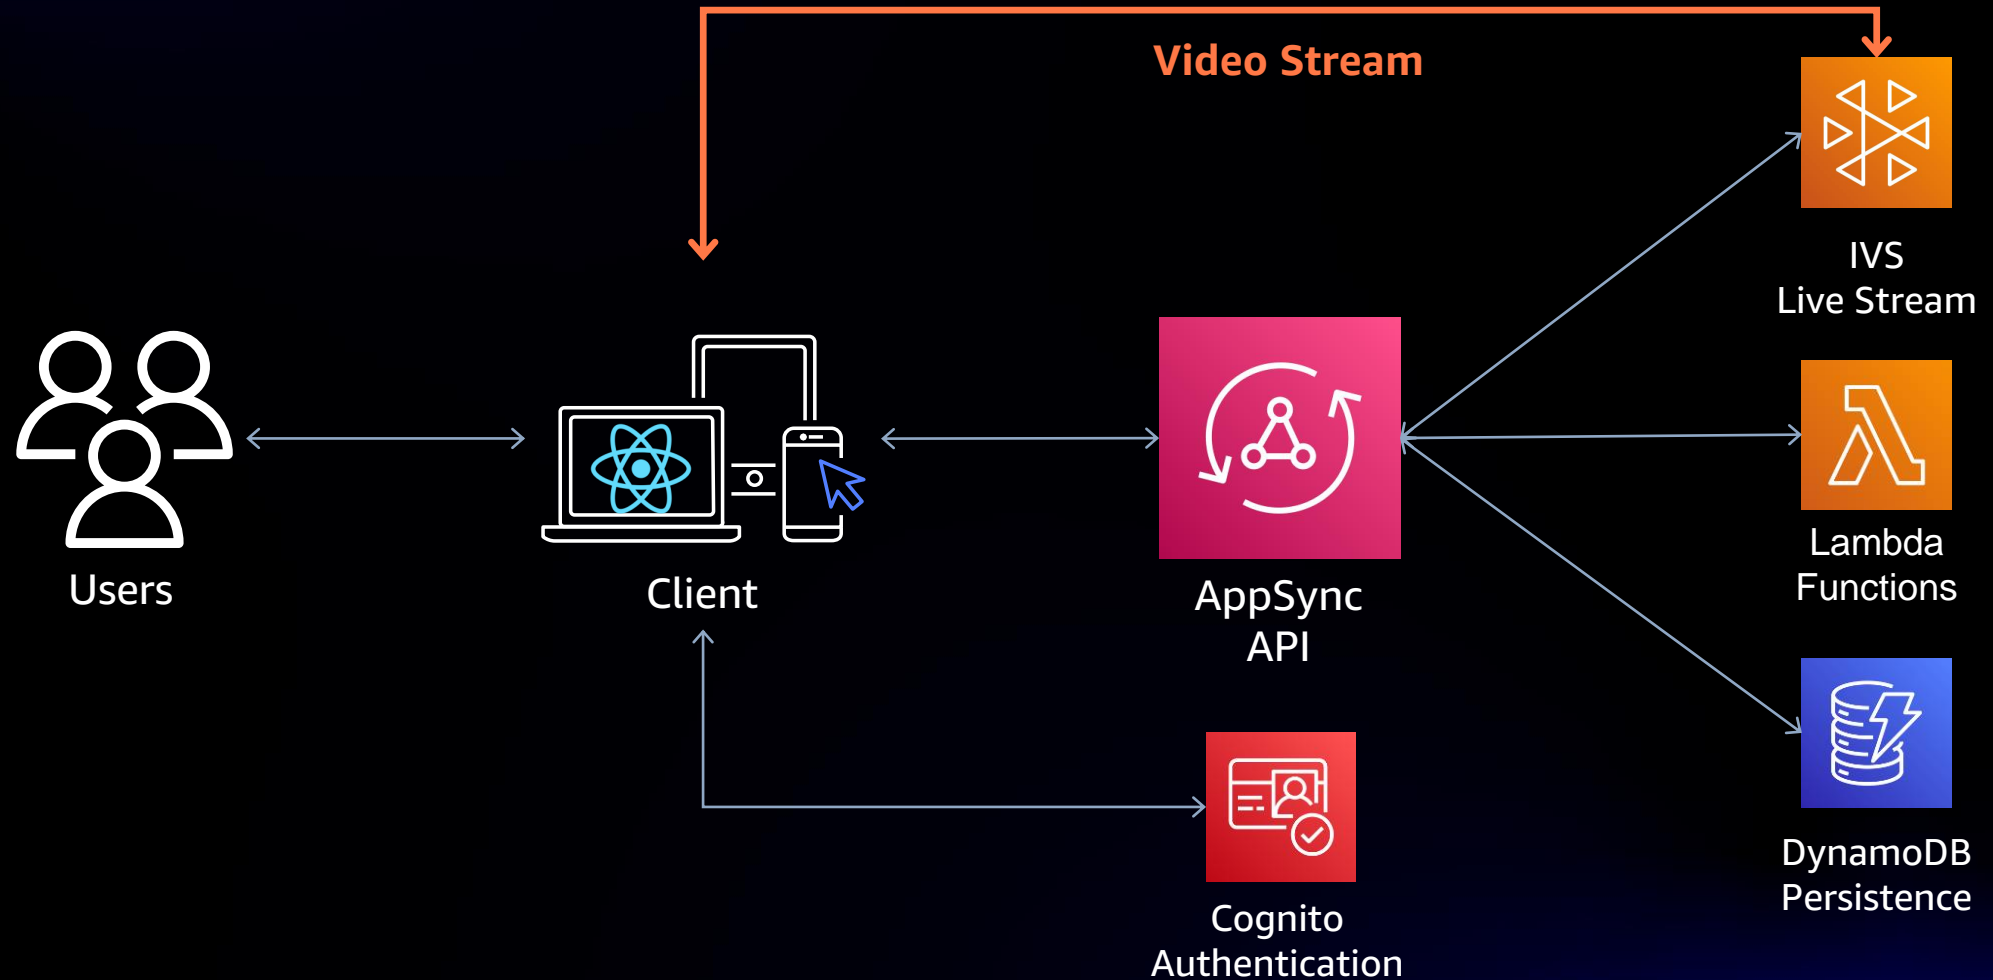 Video Stream
IVS
Live Stream
Users
Client
AppSync
API
Lambda
Functions
DynamoDB
Persistence
Cognito
Authentication